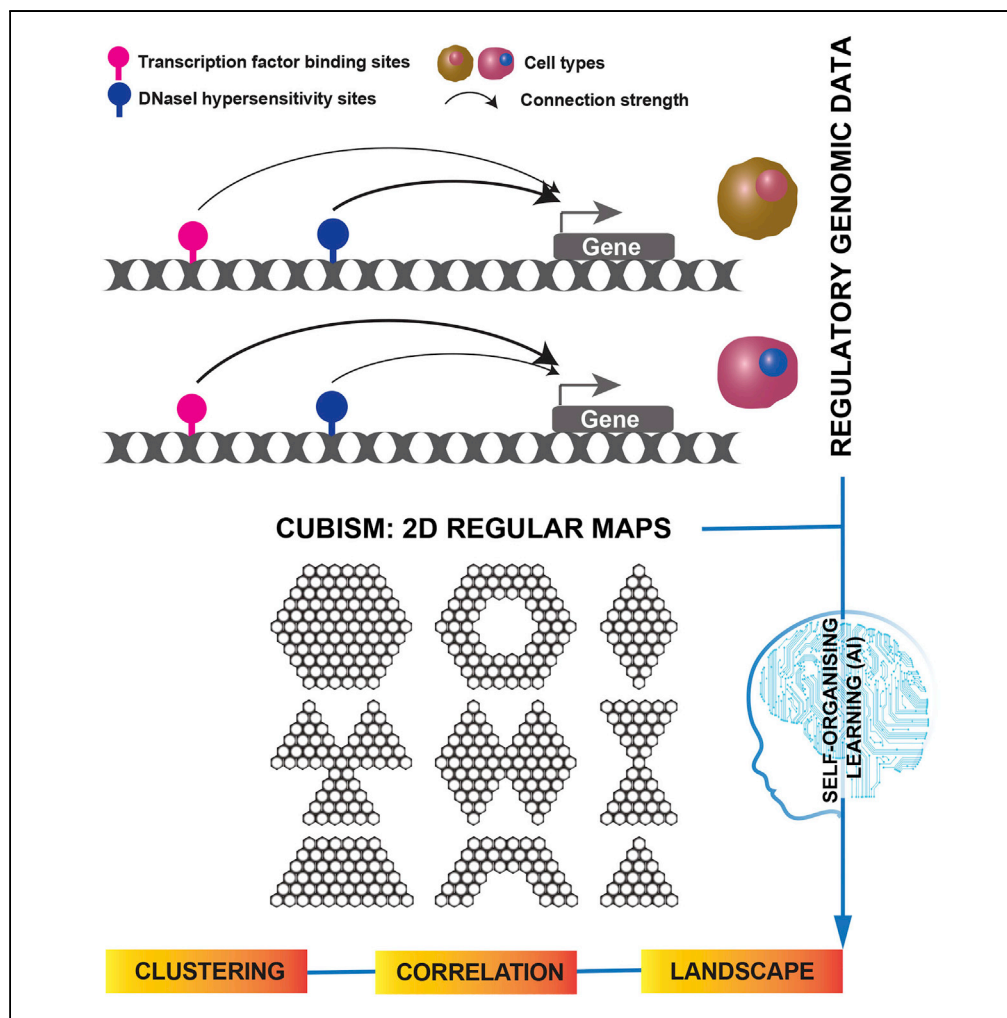 Transcription factor binding sites
Cell types
DNaseI hypersensitivity sites
Connection strength
Gene
Gene
REGULATORY GENOMIC DATA
CUBISM: 2D REGULAR MAPS
SELF-ORGANISING
LEARNING (AI)
CLUSTERING
CORRELATION
LANDSCAPE